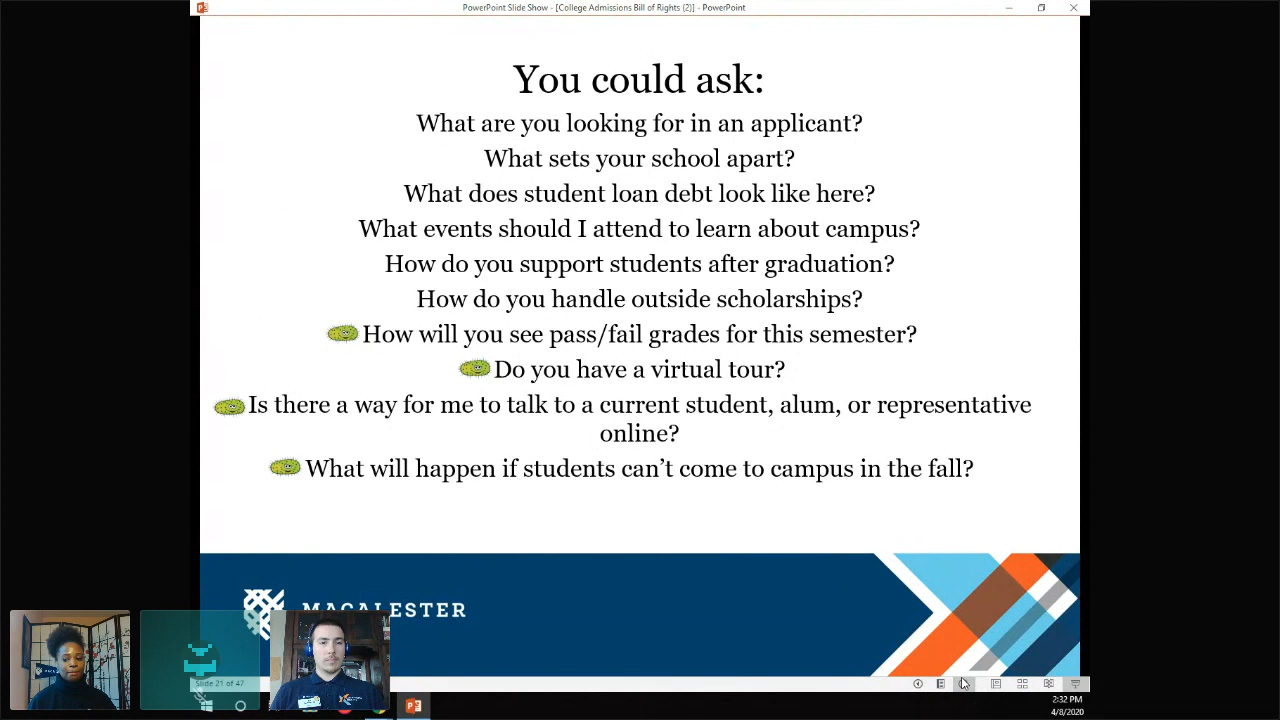 PowerPoint Slide Show - [College Admissions Bill of Rights (2)] - PowerPoint
You could ask:
What are you looking for in an applicant?
What sets your school apart?
What does student loan debt look like here?
What events should I attend to learn about campus?
How do you support students after graduation?
How do you handle outside scholarships?
How will you see pass/fail grades for this semester?
Do you have a virtual tour?
Is there a way for me to talk to a current student, alum, or representative
online?
What will happen if students can’t come to campus in the fall?
MACALESTER
Slide 21 of 47
2:32 PM
4/8/2020